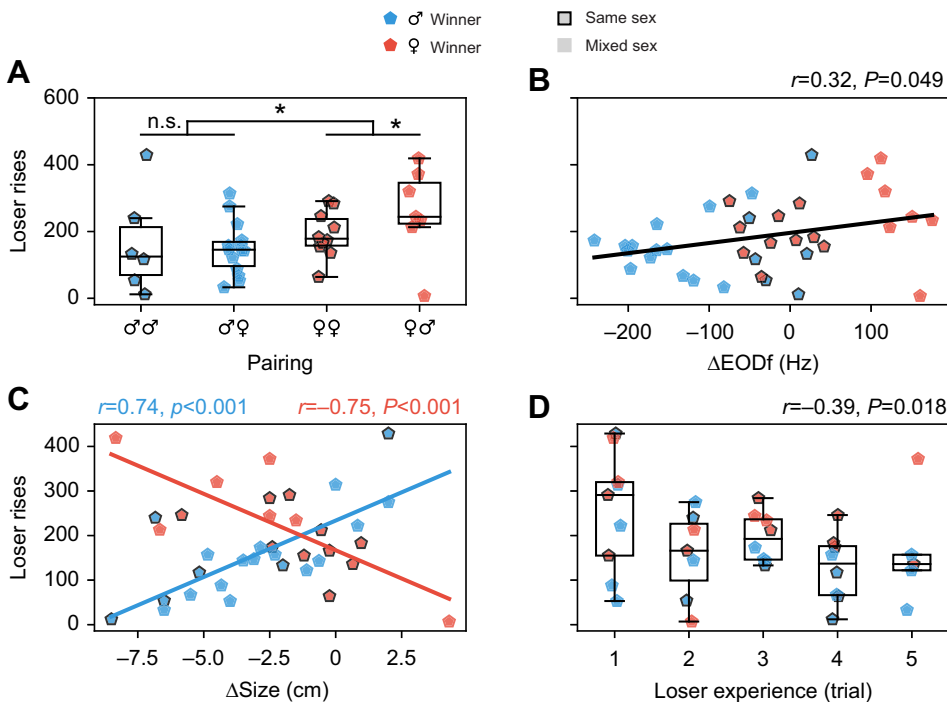 ♂ Winner
♀ Winner
Same sex
Mixed sex
A
Loser rises
600
400
200
0
n.s.
*
*
♂♂
♂♀
♀♀
♀♂
Pairing
B
r=0.32, P=0.049
–200
–100
0
100
ΔEODf (Hz)
C
r=0.74, p<0.001
r=–0.75, P<0.001
Loser rises
400
300
200
100
0
–7.5
–5.0
–2.5
0
2.5
ΔSize (cm)
D
r=–0.39, P=0.018
1
2
3
4
5
Loser experience (trial)